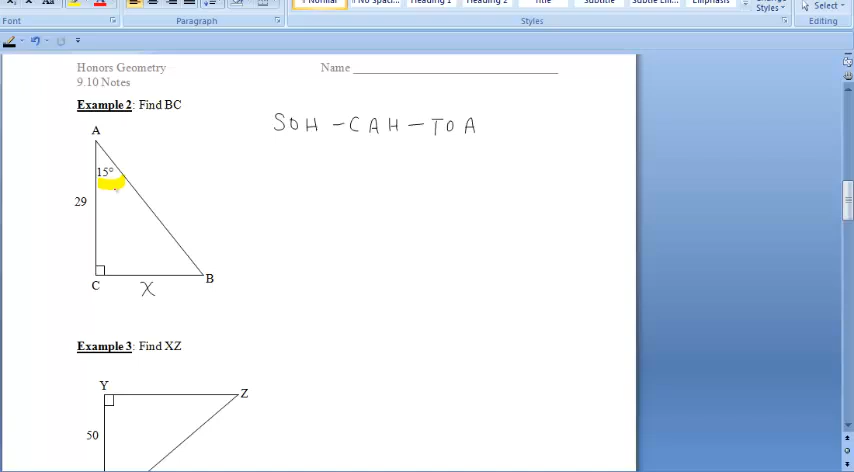 Font Paragraph Styles Editing
Normal No Spaci... Heading 1 Heading 2 Title Subtitle Subtle Em... Emphasis Change Styles Select
Honors Geometry Name
9.10 Notes
Example 2: Find BC
SOH - CAH - TOA
A
15°
29
C
B
X
Example 3: Find XZ
Y
Z
50